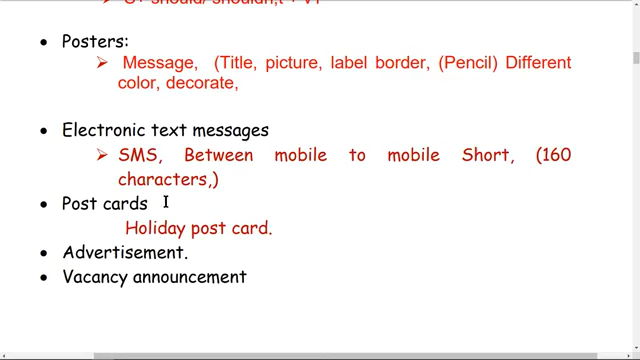 S+ should/ shouldn,t + V1
• Posters:
➢ Message, (Title, picture, label border, (Pencil) Different
color, decorate,
• Electronic text messages
➢ SMS, Between mobile to mobile Short, (160
characters,)
• Post cards
Holiday post card.
• Advertisement.
• Vacancy announcement